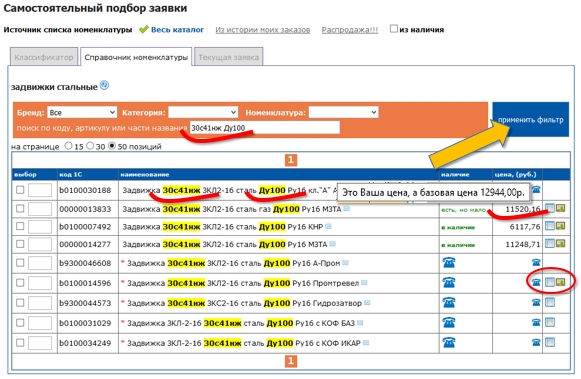 Самостоятельный подбор заявки
Источник списка номенклатуры Весь каталог Из истории моих заказов Распродажа!!! из наличия
Классификатор Справочник номенклатуры Текущая заявка
задвижки стальные
Бренд: Все Категория: Номенклатура:
поиск по коду, артикулу или части названия 30с41нж Ду100
применить фильтр
на странице 15 30 50 позиций
1
выбор код 1С наименование наличие цена, (руб.)
b0100030188 Задвижка 30с41нж ЗКЛ2-16 сталь Ду100 Ру16 кл."А"
Это Ваша цена, а базовая цена 12944,00р.
00000013833 Задвижка 30с41нж ЗКЛ2-16 сталь газ Ду100 Ру16 МЗТА есть, но мало 11520,16
b0100007492 Задвижка 30с41нж ЗКЛ2-16 сталь Ду100 Ру16 КНР в наличии 6117,76
00000014277 Задвижка 30с41нж ЗКЛ2-16 сталь Ду100 Ру16 МЗТА в наличии 11248,71
b9300046608 * Задвижка 30с41нж ЗКЛ2-16 сталь Ду100 Ру16 А-Пром
b0100014596 * Задвижка 30с41нж ЗКЛ2-16 сталь Ду100 Ру16 Промтревел
b9300044573 * Задвижка 30с41нж ЗКС2-16 сталь Ду100 Ру16 Гидрозатвор
b0100031029 * Задвижка ЗКЛ-2-16 30с41нж сталь Ду100 Ру16 с КОФ БАЗ
b0100034249 * Задвижка ЗКЛ-2-16 30с41нж сталь Ду100 Ру16 с КОФ ИКАР
1